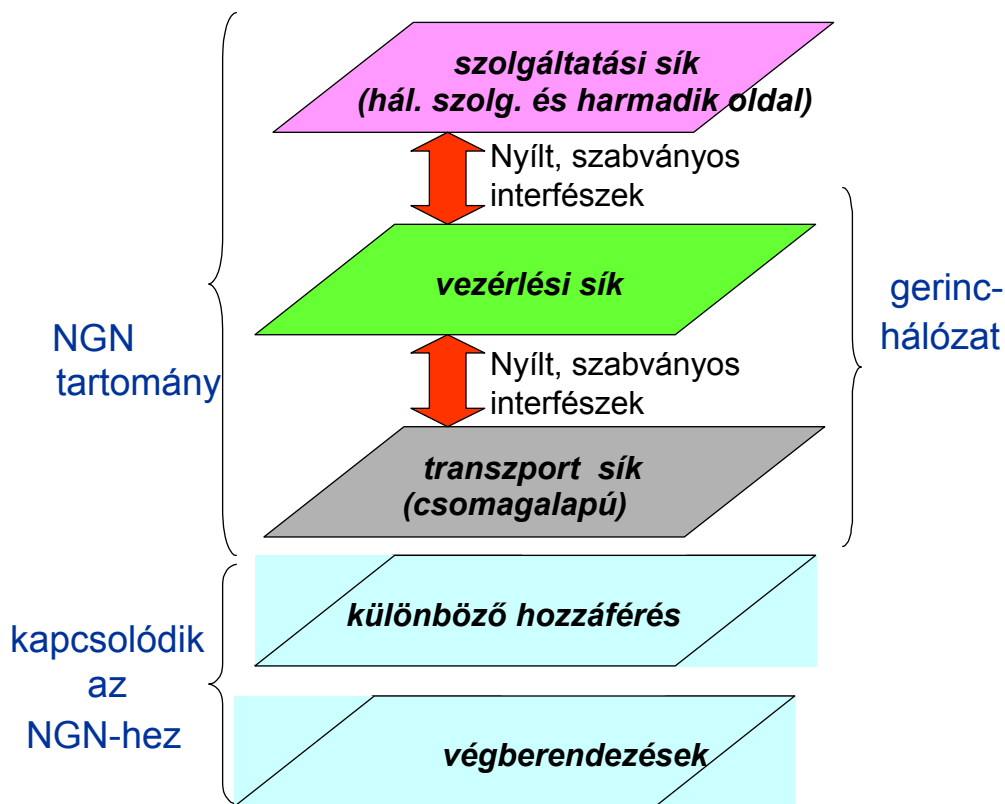 szolgáltatási sík
(hál. szolg. és harmadik oldal)
Nyílt, szabványos
interfészek
vezérlési sík
gerinc-
hálózat
NGN
tartomány
Nyílt, szabványos
interfészek
transzport sík
(csomagalapú)
különböző hozzáférés
kapcsolódik
az
NGN-hez
végberendezések